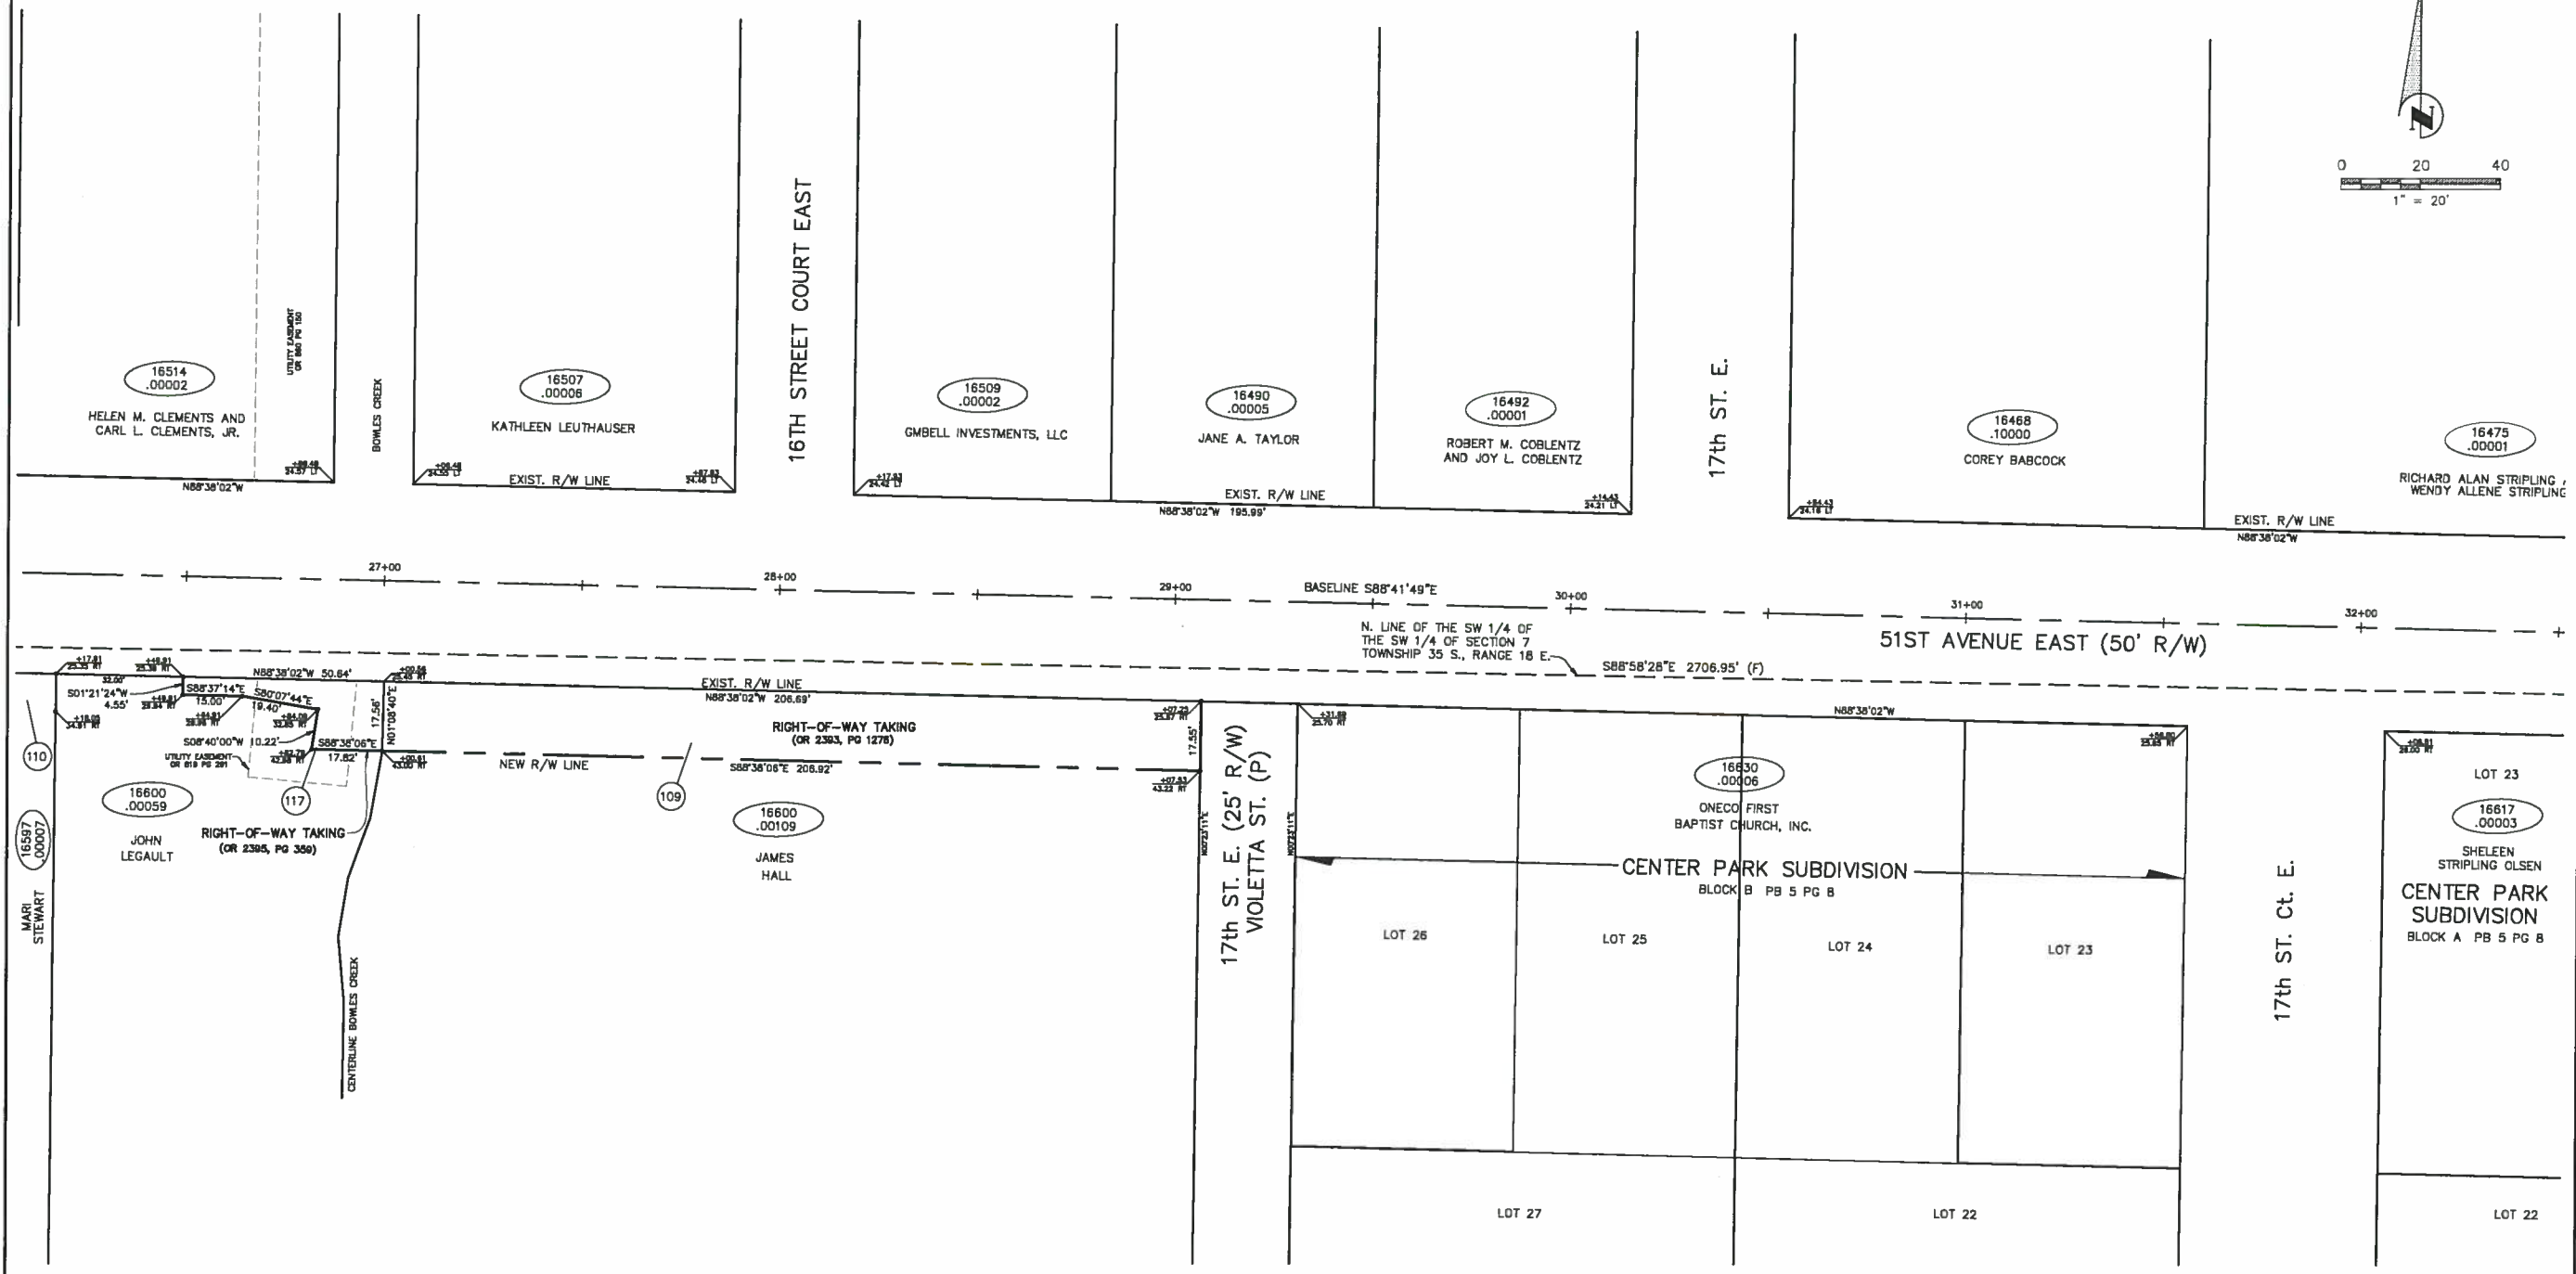 N
0 20 40
1" = 20'
16514
.00002
HELEN M. CLEMENTS AND
CARL L. CLEMENTS, JR.
UTILITY EASEMENT
BOWLES CREEK
16507
.00006
KATHLEEN LEUTHAUSER
16TH STREET COURT EAST
16509
.00002
GMBELL INVESTMENTS, LLC
16490
.00005
JANE A. TAYLOR
16492
.00001
ROBERT M. COBLENTZ
AND JOY L. COBLENTZ
17th ST. E.
16468
.10000
COREY BABCOCK
16475
.00001
RICHARD ALAN STRIPLING
WENDY ALLENE STRIPLING
N88°38'02"W
EXIST. R/W LINE
EXIST. R/W LINE
N88°38'02"W 195.99'
24.21 LT
EXIST. R/W LINE
N88°38'02"W
27+00
28+00
29+00
BASELINE S88°41'49"E
30+00
31+00
32+00
N. LINE OF THE SW 1/4 OF
THE SW 1/4 OF SECTION 7
TOWNSHIP 35 S., RANGE 18 E.
S88°58'28"E 2706.95' (F)
51ST AVENUE EAST (50' R/W)
32.00'
N88°38'02"W 50.64'
S01°21'24"W
4.55'
S88°37'14"E
15.00'
S80°07'44"E
19.40'
S08°40'00"W 10.22'
S88°38'06"E
17.82'
17.56'
N01°08'40"E
UTILITY EASEMENT
EXIST. R/W LINE
N88°38'02"W 206.69'
RIGHT-OF-WAY TAKING
(OR 2393, PG 1276)
NEW R/W LINE
S88°38'06"E 206.92'
17.55'
43.22 RT
110
117
109
16597
.00007
MARI
STEWART
16600
.00059
JOHN
LEGAULT
RIGHT-OF-WAY TAKING
(OR 2395, PG 359)
CENTERLINE BOWLES CREEK
16600
.00109
JAMES
HALL
17th ST. E. (25' R/W)
VIOLETTA ST. (P)
N88°38'02"W
16630
.00006
ONECO FIRST
BAPTIST CHURCH, INC.
CENTER PARK SUBDIVISION
BLOCK B PB 5 PG 8
LOT 26
LOT 25
LOT 24
LOT 23
LOT 27
LOT 22
17th ST. Ct. E.
LOT 23
16617
.00003
SHELEEN
STRIPLING OLSEN
CENTER PARK
SUBDIVISION
BLOCK A PB 5 PG 8
LOT 22